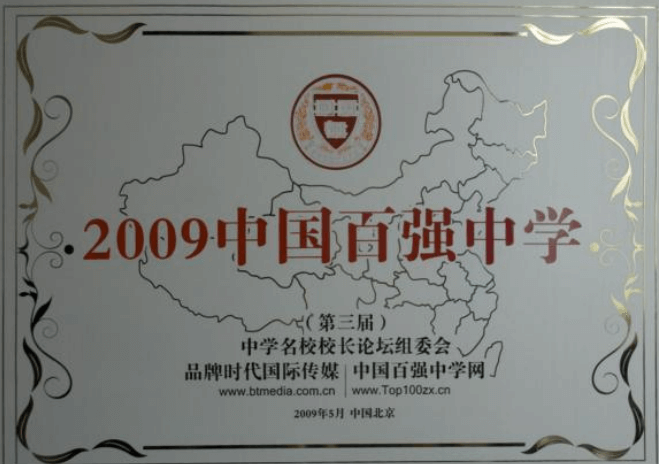 2009中国百强中学
（第三届）
中学名校校长论坛组委会
品牌时代国际传媒 | 中国百强中学网
www.btmedia.com.cn | www.Top100zx.cn
2009年5月 中国北京